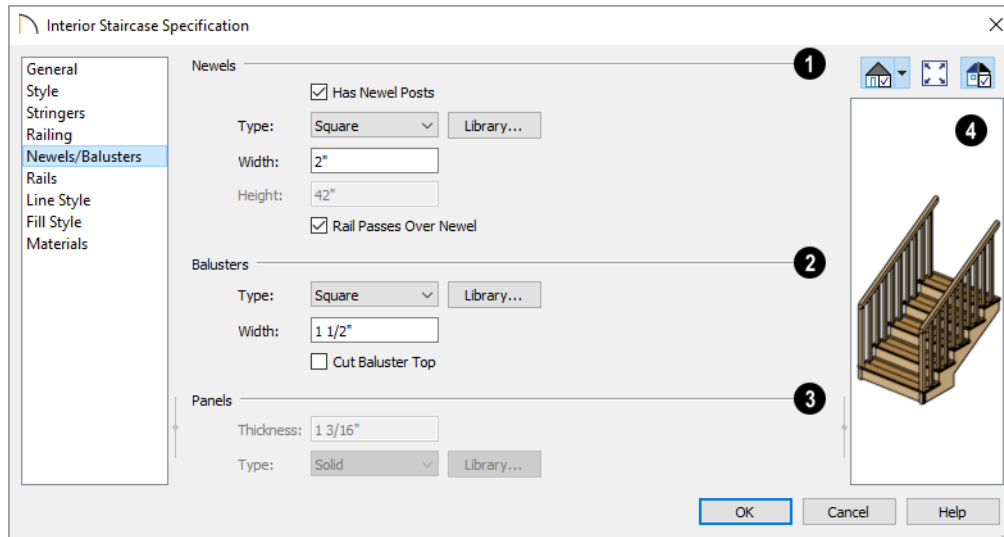 Interior Staircase Specification
General
Style
Stringers
Railing
Newels/Balusters
Rails
Line Style
Fill Style
Materials
Newels
1
Has Newel Posts
Type: Square Library...
Width: 2"
Height: 42"
Rail Passes Over Newel
Balusters
2
Type: Square Library...
Width: 1 1/2"
Cut Baluster Top
Panels
3
Thickness: 1 3/16"
Type: Solid Library...
4
OK Cancel Help